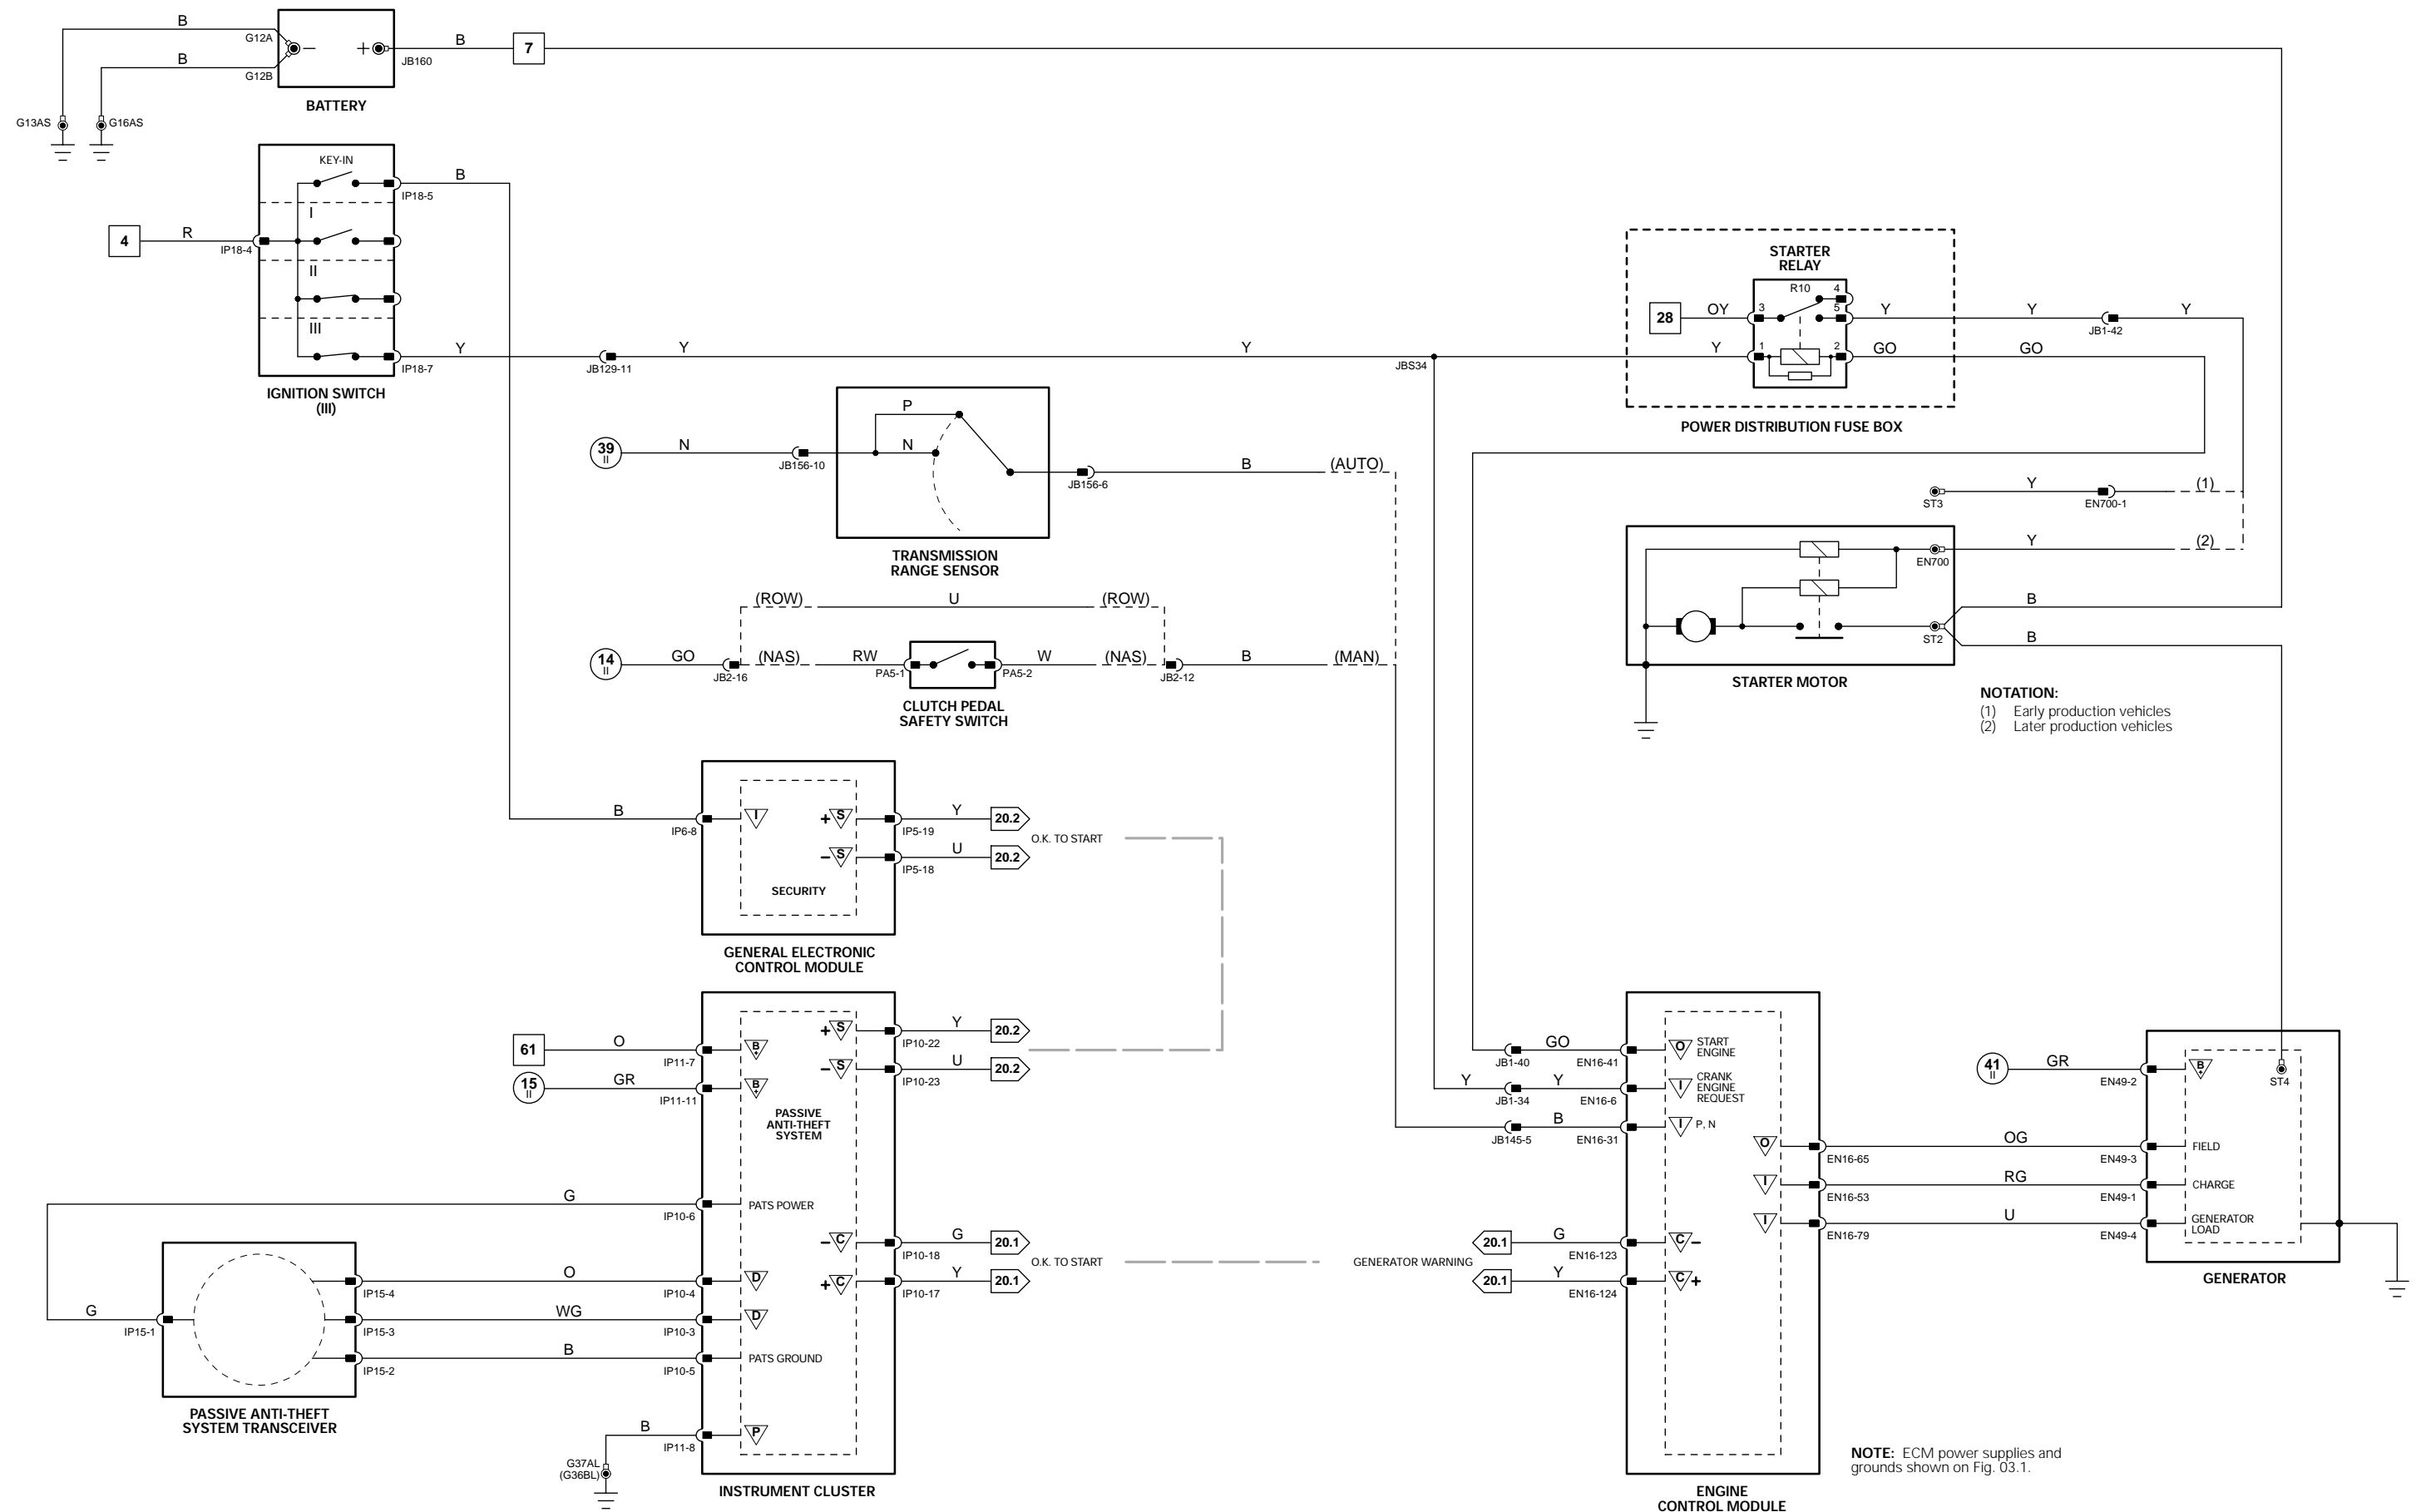 B
G12A
B
G12B
− +
JB160
B
7
BATTERY
G13AS
G16AS
KEY-IN
IP18-5
B
I
4
R
IP18-4
II
III
IP18-7
Y
IGNITION SWITCH
(III)
JB129-11
Y
Y
JBS34
STARTER
RELAY
R10
4
28
OY
3
5
Y
Y
JB1-42
Y
Y
1
2
GO
GO
POWER DISTRIBUTION FUSE BOX
39
II
N
JB156-10
P
N
JB156-6
B
(AUTO)
TRANSMISSION
RANGE SENSOR
ST3
Y
EN700-1
(1)
EN700
Y
(2)
ST2
B
B
STARTER MOTOR
NOTATION:
(1) Early production vehicles
(2) Later production vehicles
(ROW)
U
(ROW)
14
II
GO
JB2-16
(NAS)
RW
PA5-1
PA5-2
W
(NAS)
JB2-12
B
(MAN)
CLUTCH PEDAL
SAFETY SWITCH
B
IP6-8
I
+ S
IP5-19
Y
20.2
O.K. TO START
− S
IP5-18
U
20.2
SECURITY
GENERAL ELECTRONIC
CONTROL MODULE
61
O
IP11-7
B+
15
II
GR
IP11-11
B+
+ S
IP10-22
Y
20.2
− S
IP10-23
U
20.2
PASSIVE
ANTI-THEFT
SYSTEM
G
IP10-6
PATS POWER
− C
IP10-18
G
20.1
O.K. TO START
+ C
IP10-17
Y
20.1
G
IP15-1
IP15-4
O
IP10-4
D
IP15-3
WG
IP10-3
D
IP15-2
B
IP10-5
PATS GROUND
PASSIVE ANTI-THEFT
SYSTEM TRANSCEIVER
B
IP11-8
P
G37AL
(G36BL)
INSTRUMENT CLUSTER
JB1-40
GO
EN16-41
O
START
ENGINE
Y
JB1-34
Y
EN16-6
I
CRANK
ENGINE
REQUEST
JB145-5
B
EN16-31
I
P, N
O
EN16-65
OG
EN49-3
FIELD
I
EN16-53
RG
EN49-1
CHARGE
I
EN16-79
U
EN49-4
GENERATOR
LOAD
GENERATOR WARNING
20.1
G
EN16-123
C −
20.1
Y
EN16-124
C +
41
II
GR
EN49-2
B+
ST4
GENERATOR
NOTE: ECM power supplies and
grounds shown on Fig. 03.1.
ENGINE
CONTROL MODULE